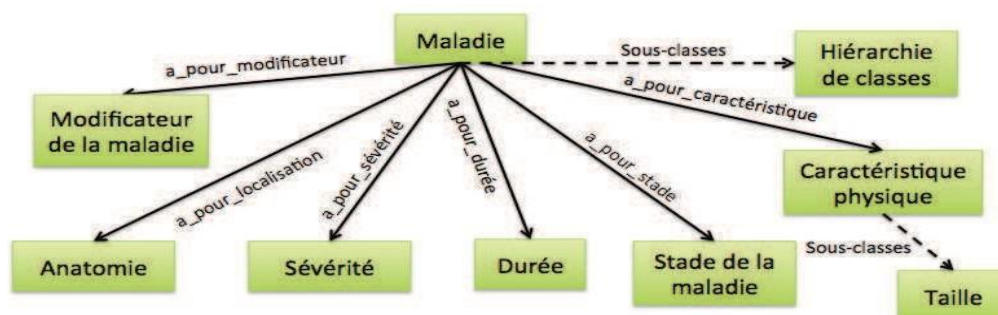 Maladie
Sous-classes
Hiérarchie
de classes
a_pour_modificateur
Modificateur
de la maladie
a_pour_caractéristique
Caractéristique
physique
a_pour_localisation
a_pour_sévérité
a_pour_durée
a_pour_stade
Sous-classes
Anatomie
Sévérité
Durée
Stade de la
maladie
Taille